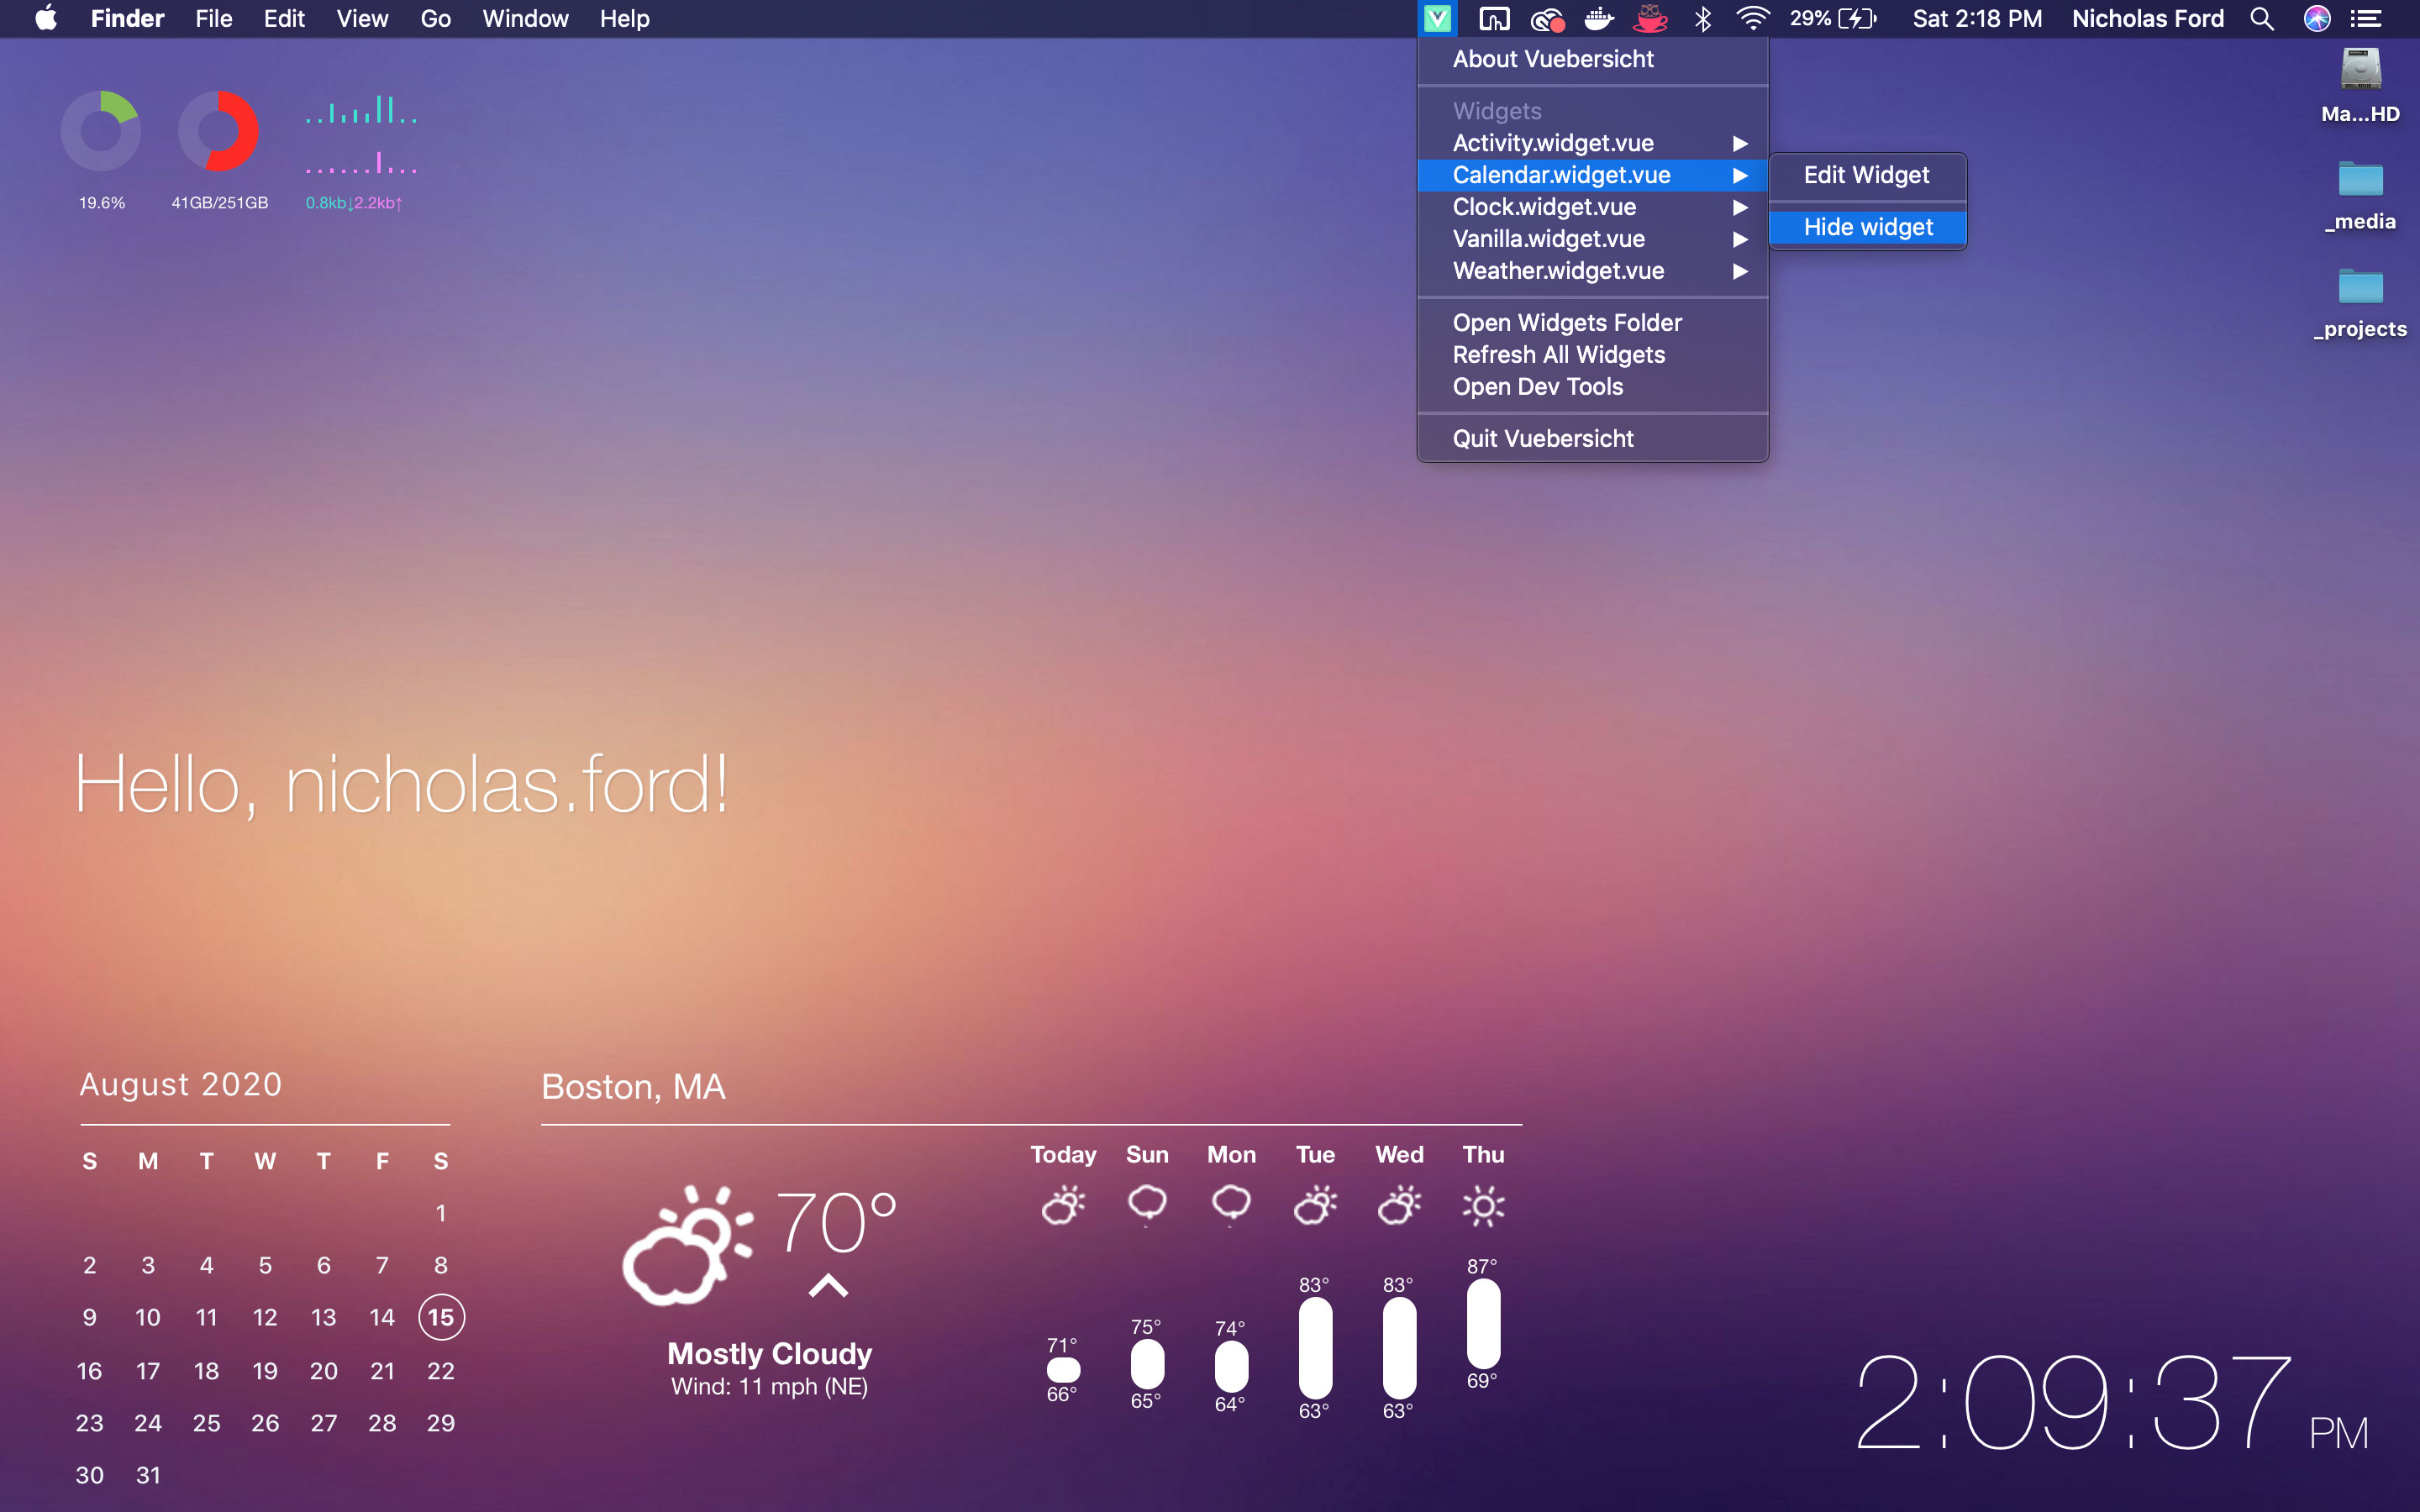 Finder File Edit View Go Window Help 29% Sat 2:18 PM Nicholas Ford
About Vuebersicht
Widgets
Activity.widget.vue
Calendar.widget.vue
Clock.widget.vue
Vanilla.widget.vue
Weather.widget.vue
Open Widgets Folder
Refresh All Widgets
Open Dev Tools
Quit Vuebersicht
Edit Widget
Hide widget
Ma...HD
_media
_projects
19.6% 41GB/251GB 0.8kb↓2.2kb↑
Hello, nicholas.ford!
August 2020
S M T W T F S
1
2 3 4 5 6 7 8
9 10 11 12 13 14 15
16 17 18 19 20 21 22
23 24 25 26 27 28 29
30 31
Boston, MA
70°
Mostly Cloudy
Wind: 11 mph (NE)
Today Sun Mon Tue Wed Thu
71° 75° 74° 83° 83° 87°
66° 65° 64° 63° 63° 69°
2:09:37 PM